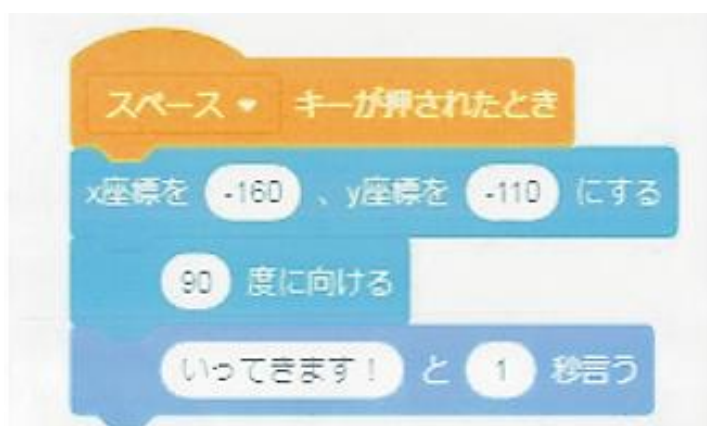 スペース キーが押されたとき
x座標を -160 、y座標を -110 にする
90 度に向ける
いってきます! と 1 秒言う